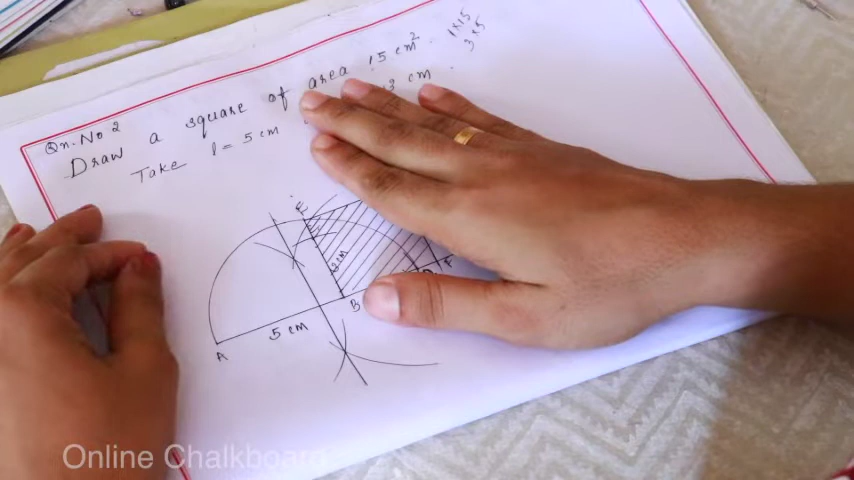 Qn. No 2
Draw a square of area 15 cm². 1×15
3×5
Take l = 5 cm 3 cm.
E
cm
B
F
5 cm
A
Online Chalkboard